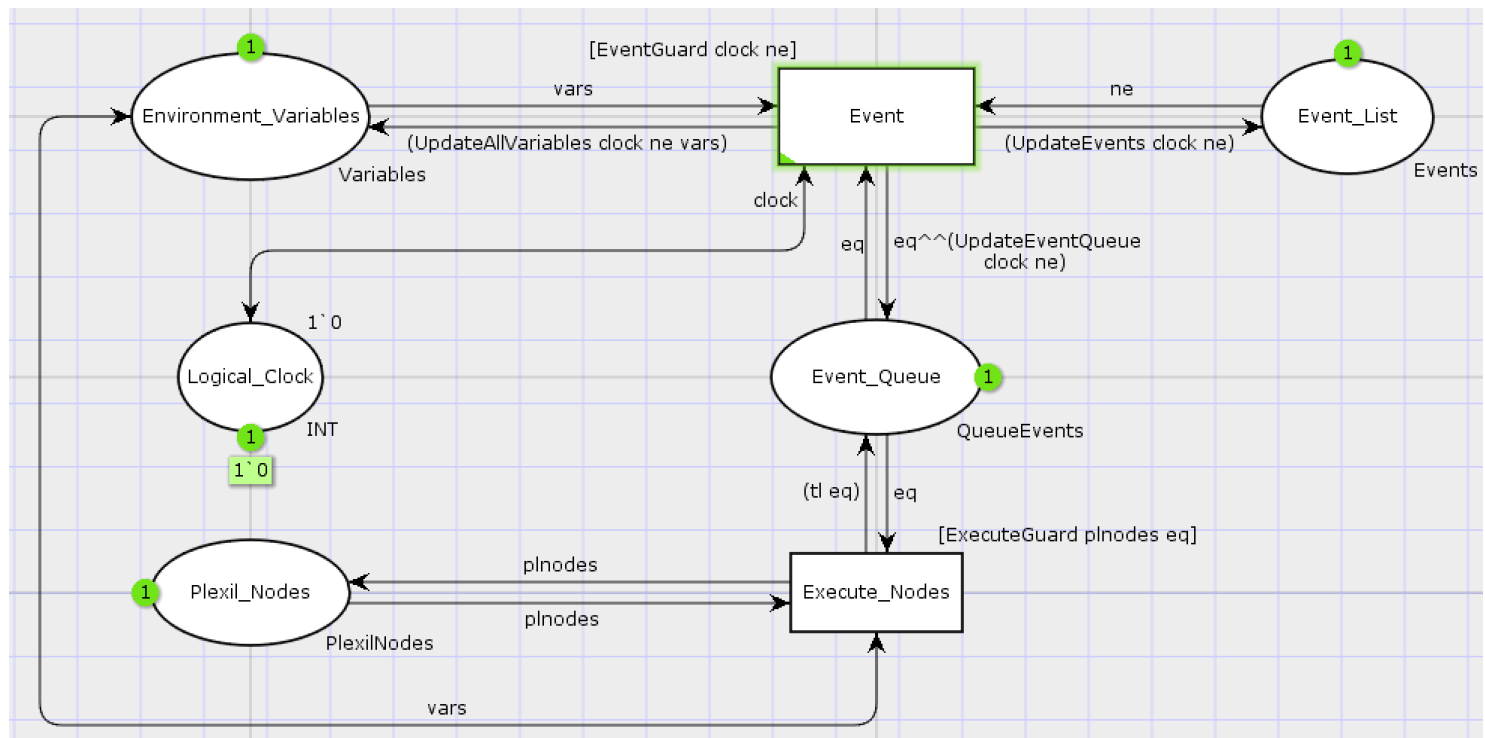 1
[EventGuard clock ne]
1
vars
ne
Environment_Variables
Event
Event_List
(UpdateAllVariables clock ne vars)
(UpdateEvents clock ne)
Variables
Events
clock
eq
eq^^(UpdateEventQueue
clock ne)
1`0
Logical_Clock
Event_Queue
1
INT
QueueEvents
1
1`0
(tl eq)
eq
[ExecuteGuard plnodes eq]
plnodes
1
Plexil_Nodes
Execute_Nodes
plnodes
PlexilNodes
vars